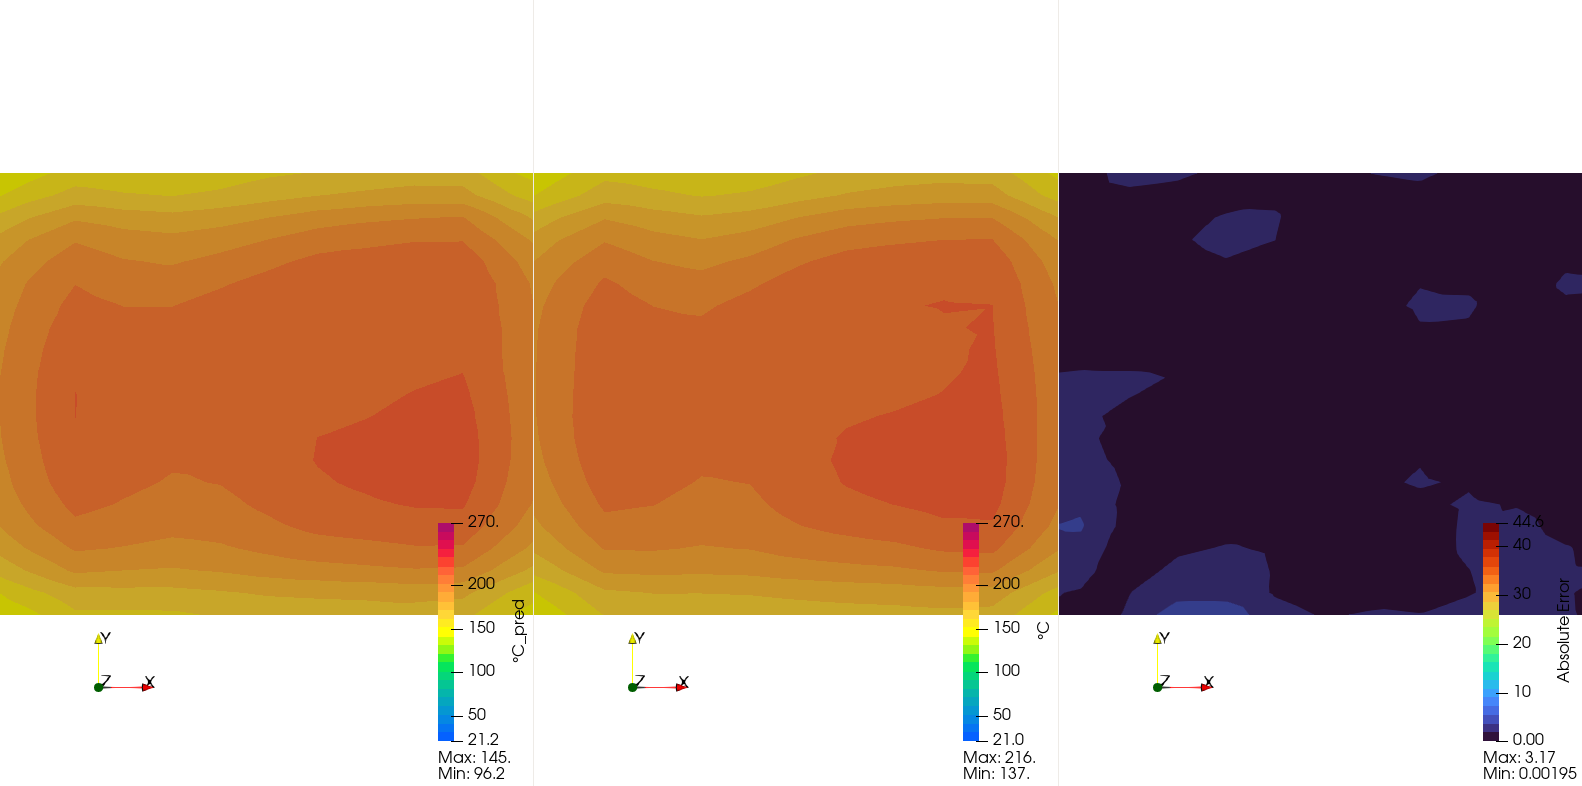 270.
200
150
100
50
21.2
°C_pred
Max: 145.
Min: 96.2
Y
Z
X
270.
200
150
100
50
21.0
°C
Max: 216.
Min: 137.
Y
Z
X
44.6
40
30
20
10
0.00
Absolute Error
Max: 3.17
Min: 0.00195
Y
Z
X